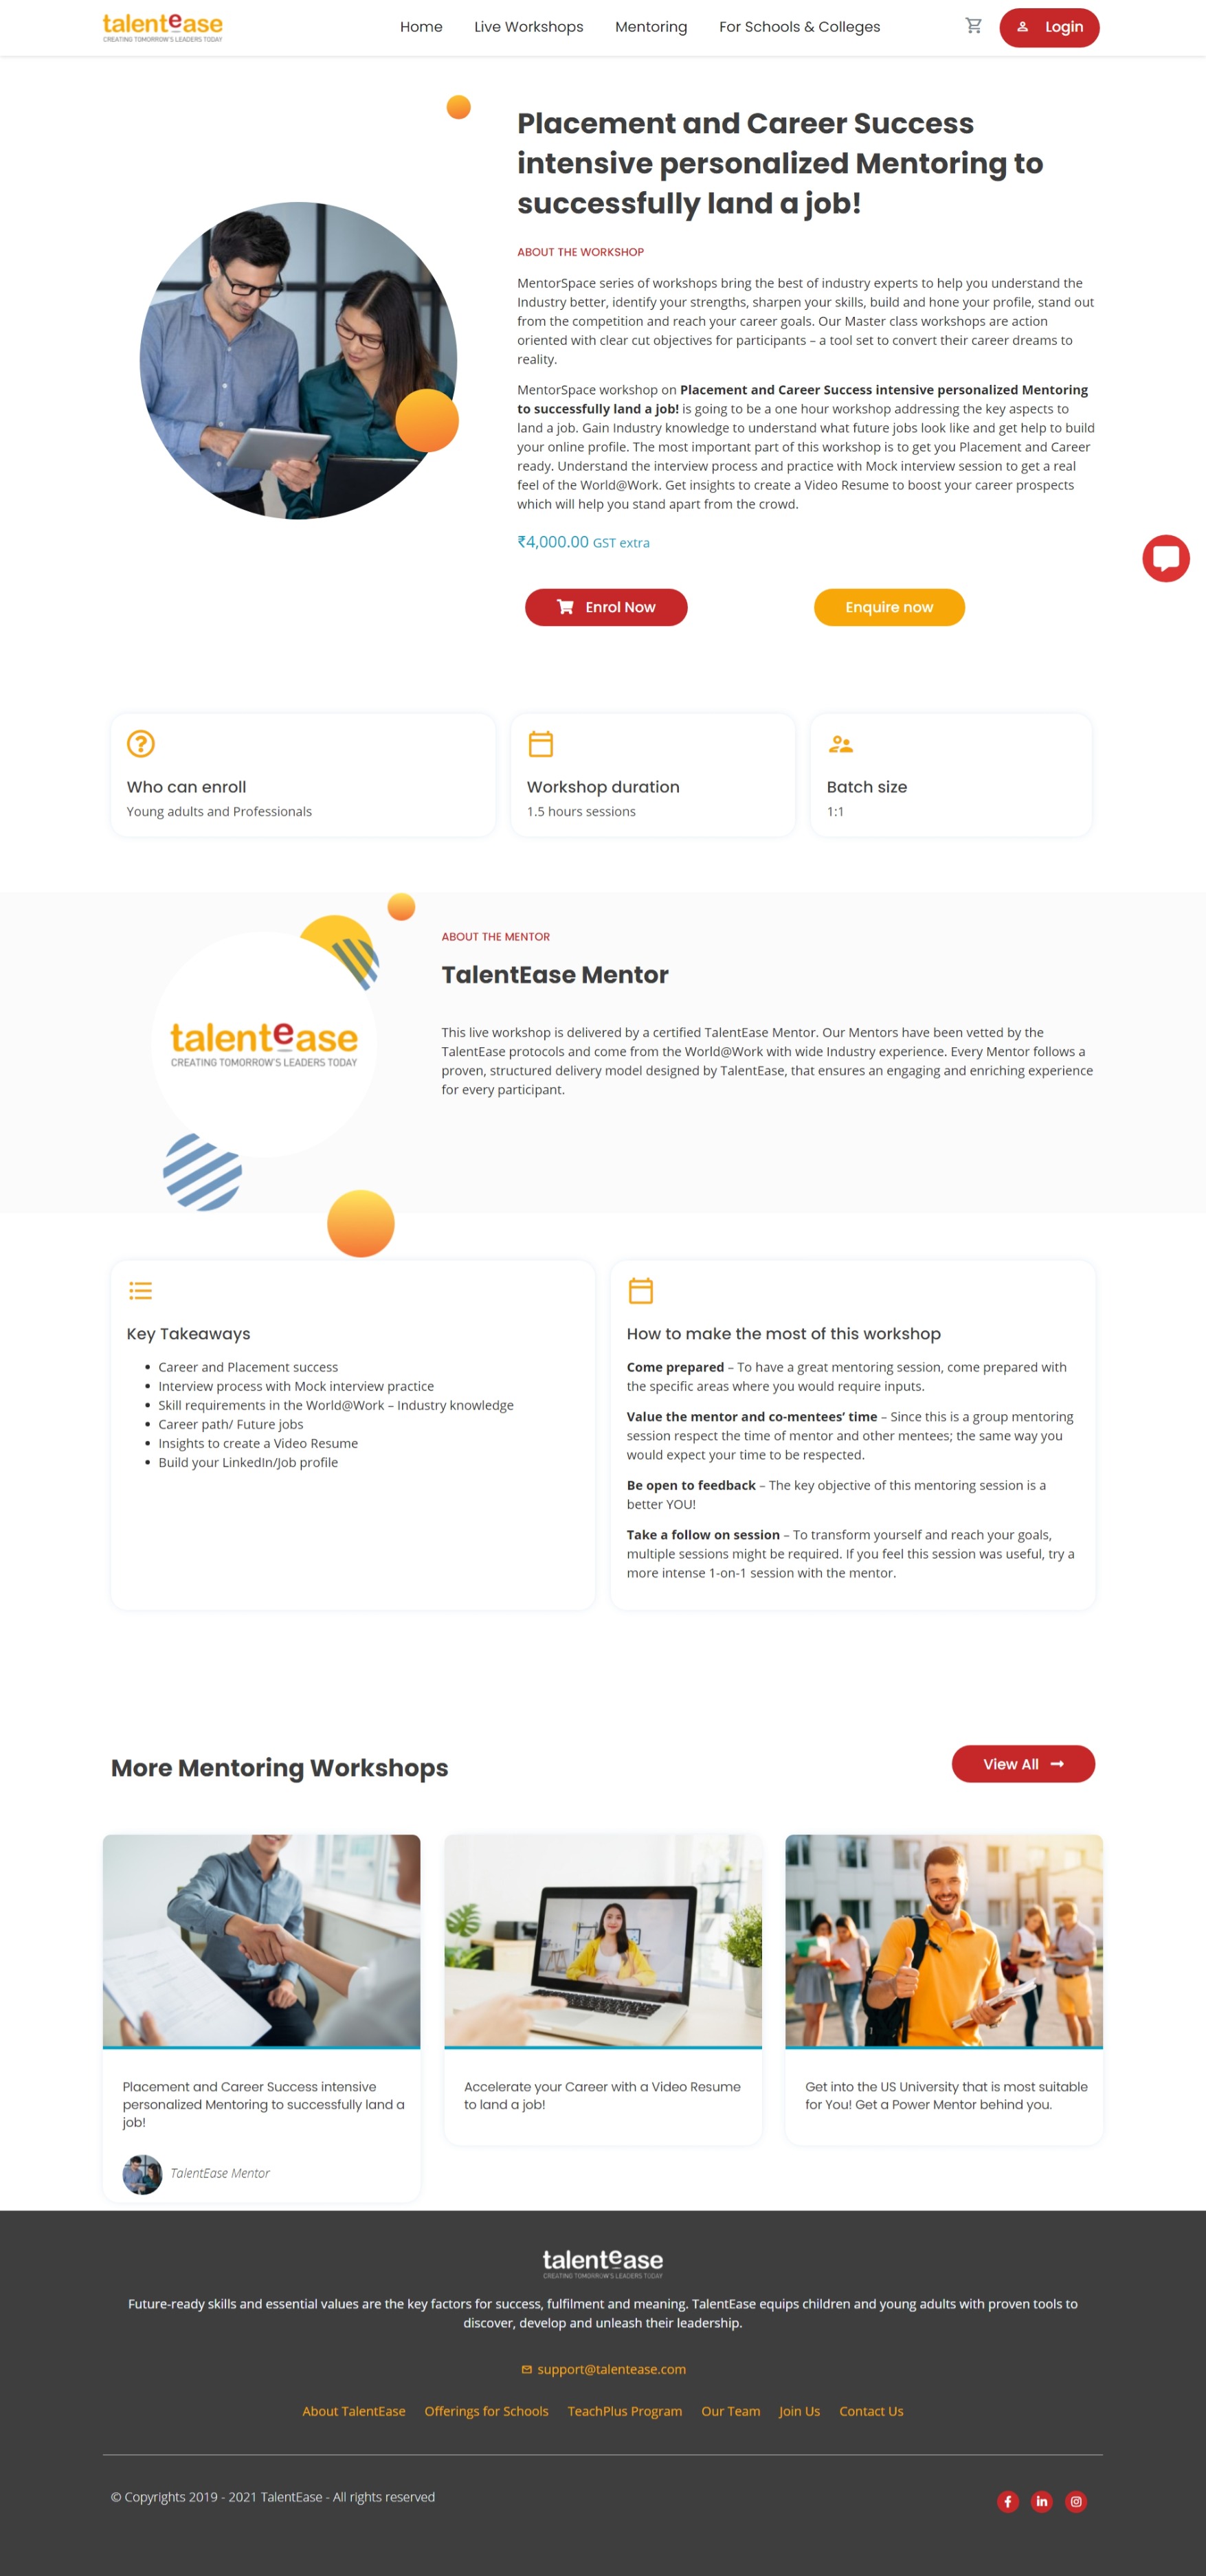 talentease
CREATING TOMORROW'S LEADERS TODAY
Home
Live Workshops
Mentoring
For Schools & Colleges
Login
Placement and Career Success
intensive personalized Mentoring to
successfully land a job!
ABOUT THE WORKSHOP
MentorSpace series of workshops bring the best of industry experts to help you understand the
Industry better, identify your strengths, sharpen your skills, build and hone your profile, stand out
from the competition and reach your career goals. Our Master class workshops are action
oriented with clear cut objectives for participants – a tool set to convert their career dreams to
reality.
MentorSpace workshop on Placement and Career Success intensive personalized Mentoring
to successfully land a job! is going to be a one hour workshop addressing the key aspects to
land a job. Gain Industry knowledge to understand what future jobs look like and get help to build
your online profile. The most important part of this workshop is to get you Placement and Career
ready. Understand the interview process and practice with Mock interview session to get a real
feel of the World@Work. Get insights to create a Video Resume to boost your career prospects
which will help you stand apart from the crowd.
₹4,000.00 GST extra
Enrol Now
Enquire now
Who can enroll
Young adults and Professionals
Workshop duration
1.5 hours sessions
Batch size
1:1
talentease
CREATING TOMORROW'S LEADERS TODAY
ABOUT THE MENTOR
TalentEase Mentor
This live workshop is delivered by a certified TalentEase Mentor. Our Mentors have been vetted by the
TalentEase protocols and come from the World@Work with wide Industry experience. Every Mentor follows a
proven, structured delivery model designed by TalentEase, that ensures an engaging and enriching experience
for every participant.
Key Takeaways
• Career and Placement success
• Interview process with Mock interview practice
• Skill requirements in the World@Work – Industry knowledge
• Career path/ Future jobs
• Insights to create a Video Resume
• Build your LinkedIn/Job profile
How to make the most of this workshop
Come prepared – To have a great mentoring session, come prepared with
the specific areas where you would require inputs.
Value the mentor and co-mentees’ time – Since this is a group mentoring
session respect the time of mentor and other mentees; the same way you
would expect your time to be respected.
Be open to feedback – The key objective of this mentoring session is a
better YOU!
Take a follow on session – To transform yourself and reach your goals,
multiple sessions might be required. If you feel this session was useful, try a
more intense 1-on-1 session with the mentor.
More Mentoring Workshops
View All
Placement and Career Success intensive
personalized Mentoring to successfully land a
job!
TalentEase Mentor
Accelerate your Career with a Video Resume
to land a job!
Get into the US University that is most suitable
for You! Get a Power Mentor behind you.
talentease
CREATING TOMORROW'S LEADERS TODAY
Future-ready skills and essential values are the key factors for success, fulfilment and meaning. TalentEase equips children and young adults with proven tools to
discover, develop and unleash their leadership.
support@talentease.com
About TalentEase
Offerings for Schools
TeachPlus Program
Our Team
Join Us
Contact Us
© Copyrights 2019 - 2021 TalentEase - All rights reserved